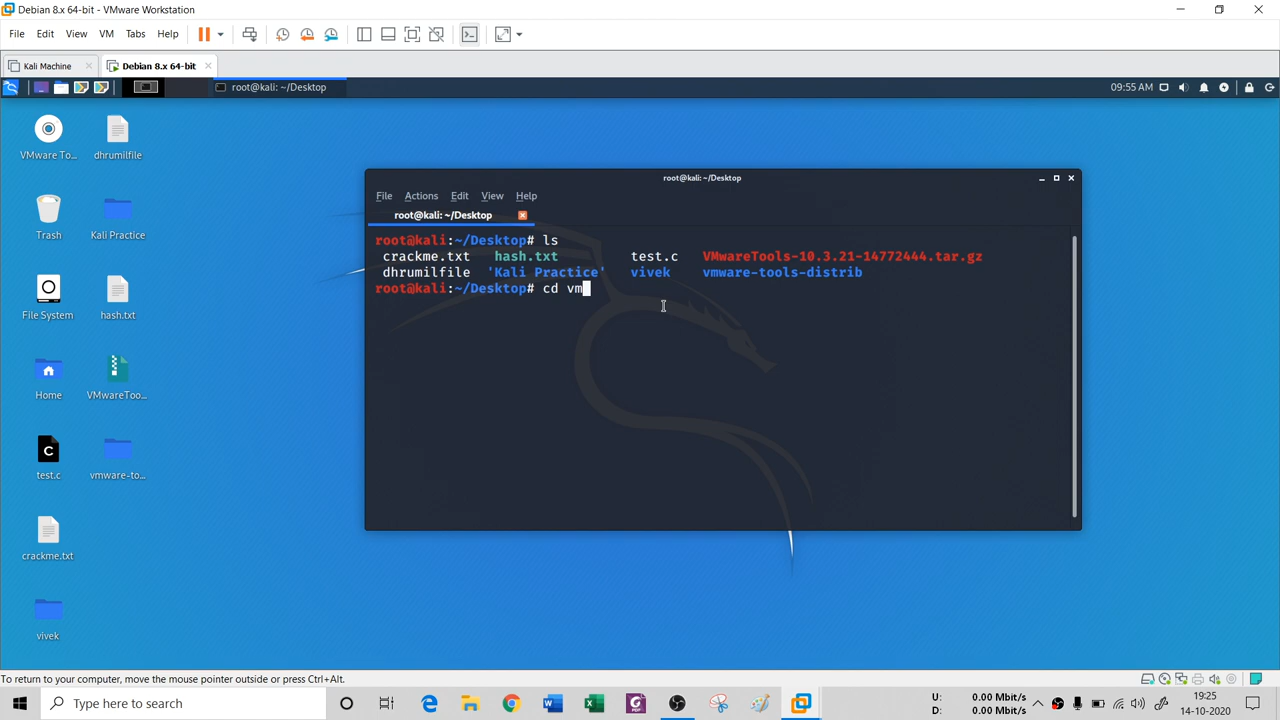 Debian 8.x 64-bit - VMware Workstation
File Edit View VM Tabs Help
Kali Machine
Debian 8.x 64-bit
root@kali: ~/Desktop
09:55 AM
VMware To...
dhrumilfile
Trash
Kali Practice
File System
hash.txt
Home
VMwareToo...
C
test.c
vmware-to...
crackme.txt
vivek
root@kali: ~/Desktop
File Actions Edit View Help
root@kali: ~/Desktop
root@kali:~/Desktop# ls
crackme.txt hash.txt test.c VMwareTools-10.3.21-14772444.tar.gz
dhrumilfile 'Kali Practice' vivek vmware-tools-distrib
root@kali:~/Desktop# cd vm
To return to your computer, move the mouse pointer outside or press Ctrl+Alt.
Type here to search
U: 0.00 Mbit/s
D: 0.00 Mbit/s
19:25
14-10-2020